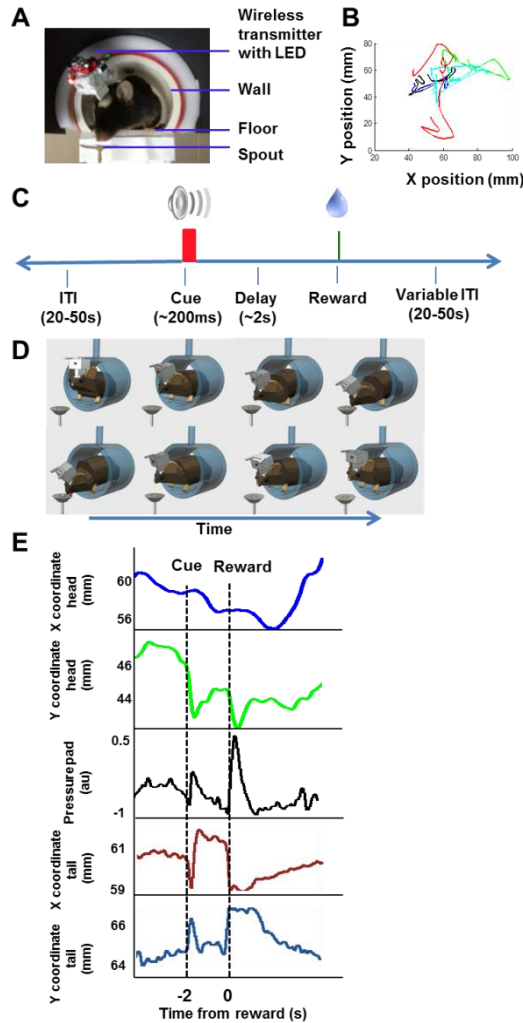 A
Wireless
transmitter
with LED
Wall
Floor
Spout
B
Y position (mm)
80
60
40
20
0
20
40
60
80
100
X position (mm)
C
ITI
(20-50s)
Cue
(~200ms)
Delay
(~2s)
Reward
Variable ITI
(20-50s)
D
Time
E
Cue
Reward
X coordinate
head
(mm)
60
56
Y coordinate
head
(mm)
46
44
Pressure pad
(au)
0.5
-1
X coordinate
tail
(mm)
61
59
Y coordinate
tail
(mm)
66
64
-2
0
Time from reward (s)